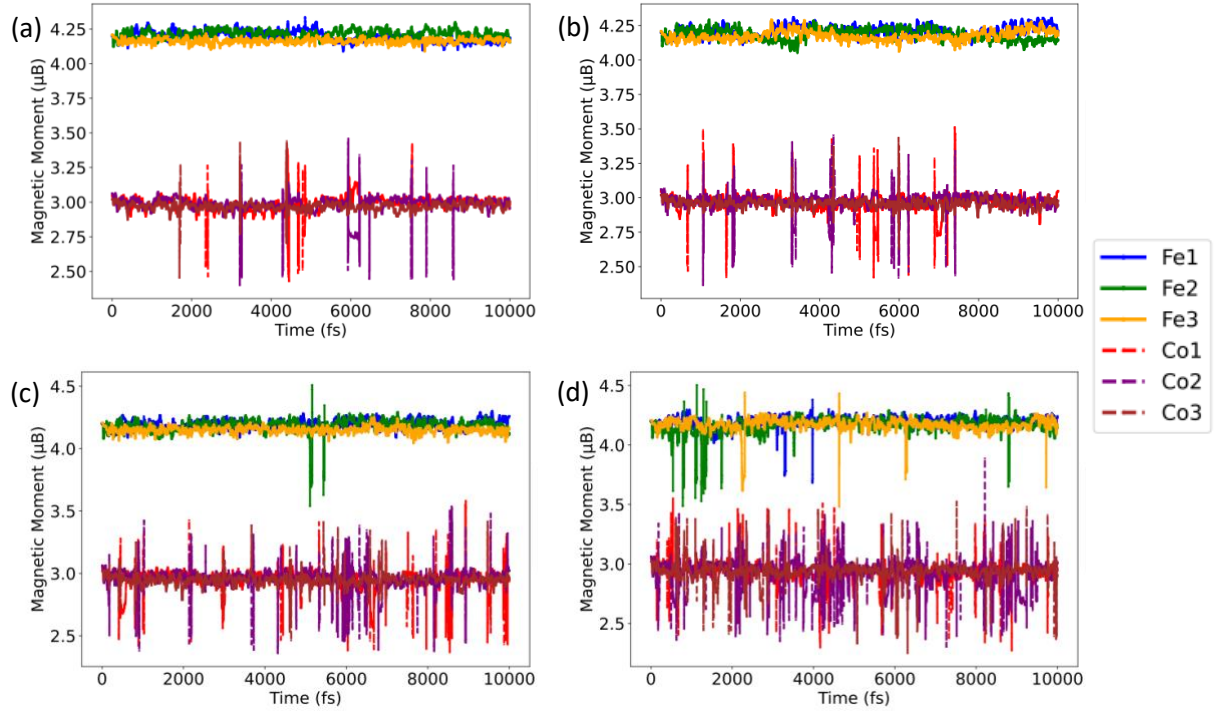 (a)
4.25
4.00
3.75
3.50
3.25
3.00
2.75
2.50
Magnetic Moment (μB)
0 2000 4000 6000 8000 10000
Time (fs)
(b)
4.25
4.00
3.75
3.50
3.25
3.00
2.75
2.50
Magnetic Moment (μB)
0 2000 4000 6000 8000 10000
Time (fs)
(c)
4.5
4.0
3.5
3.0
2.5
Magnetic Moment (μB)
0 2000 4000 6000 8000 10000
Time (fs)
(d)
4.5
4.0
3.5
3.0
2.5
Magnetic Moment (μB)
0 2000 4000 6000 8000 10000
Time (fs)
Fe1
Fe2
Fe3
Co1
Co2
Co3